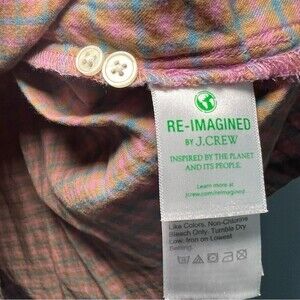 RE-IMAGINED
BY J.CREW
INSPIRED BY THE PLANET
AND ITS PEOPLE.
Learn more at
jcrew.com/reimagined
Like Colors, Non-Chlorine
Bleach Only. Tumble Dry
Low, Iron on Lowest
Setting.